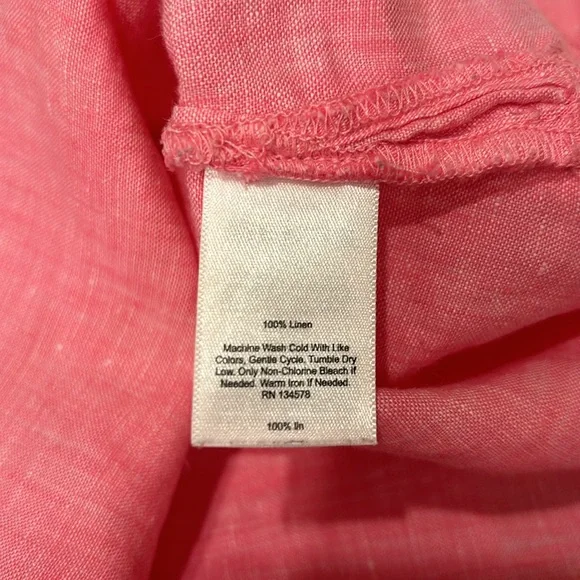 100% Linen
Machine Wash Cold With Like
Colors, Gentle Cycle. Tumble Dry
Low. Only Non-Chlorine Bleach if
Needed. Warm Iron If Needed.
RN 134578
100% lin